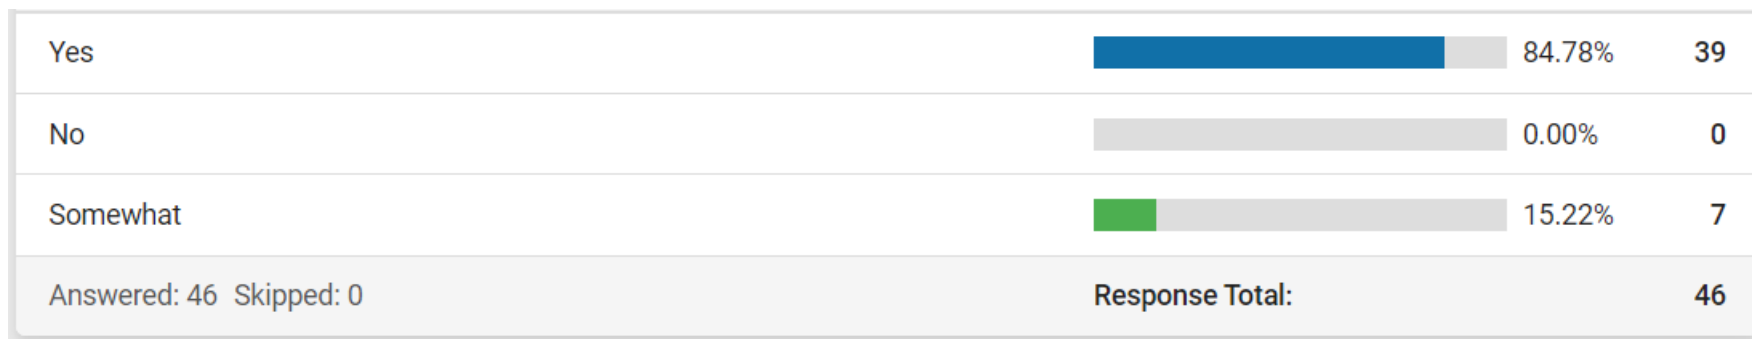 Yes 84.78% 39
No 0.00% 0
Somewhat 15.22% 7
Answered: 46 Skipped: 0 Response Total: 46